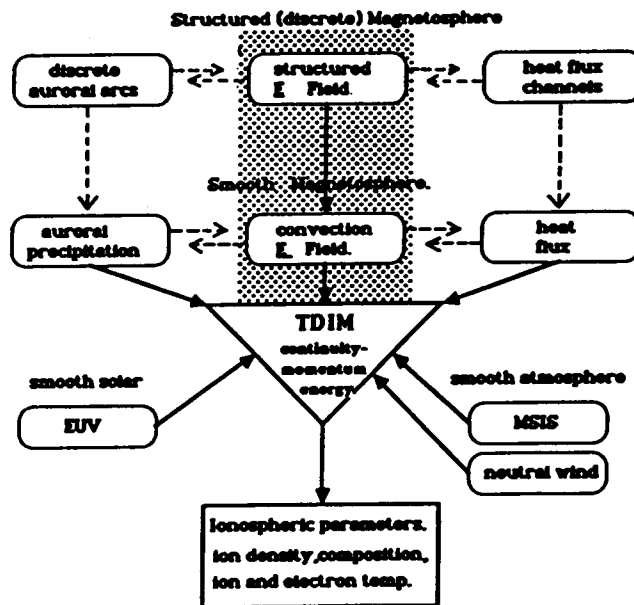 Structured (discrete) Magnetosphere
discrete
auroral arcs
structured
E Field.
heat flux
channels
Smooth Magnetosphere.
auroral
precipitation
convection
E Field.
heat
flux
TDIM
continuity-
momentum
energy
smooth solar
EUV
smooth atmosphere
MSIS
neutral wind
Ionospheric parameters.
ion density,composition,
ion and electron temp.